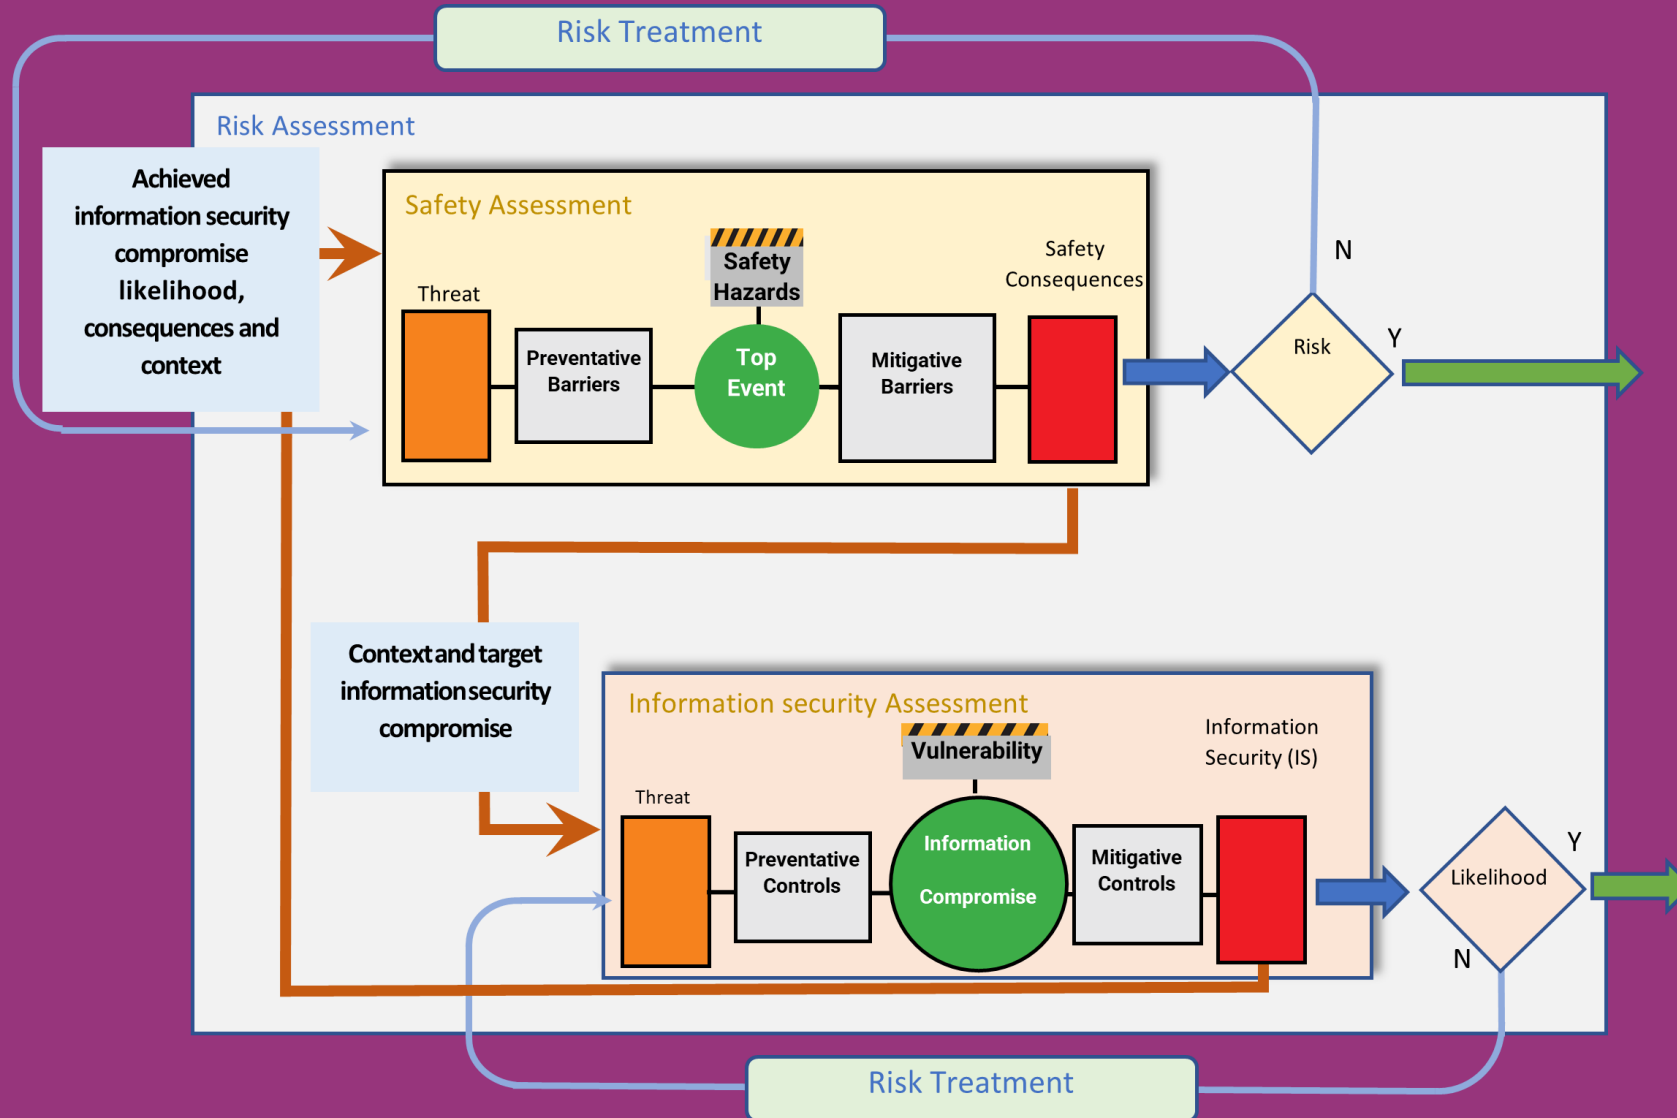 Risk Treatment
Risk Assessment
Achieved
information security
compromise
likelihood,
consequences and
context
Safety Assessment
Safety
Hazards
Safety
Consequences
Threat
Preventative
Barriers
Top
Event
Mitigative
Barriers
Risk
N
Y
Context and target
information security
compromise
Information security Assessment
Vulnerability
Information
Security (IS)
Threat
Preventative
Controls
Information
Compromise
Mitigative
Controls
Likelihood
Y
N
Risk Treatment